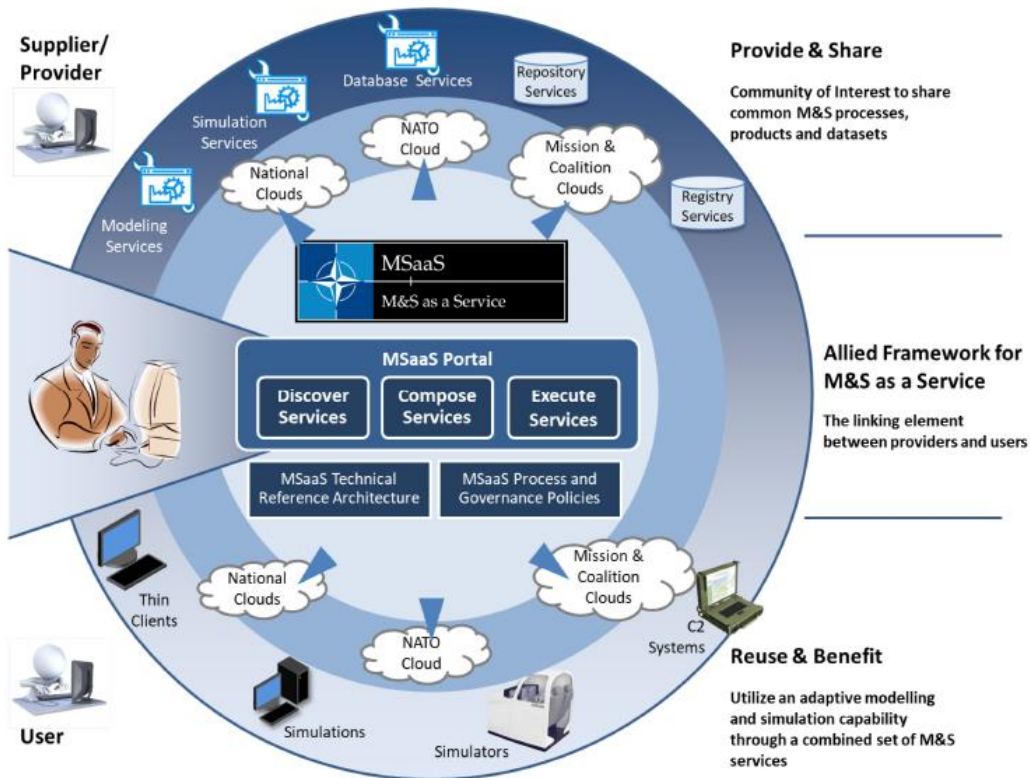 Supplier/
Provider
Database Services
Repository
Services
Provide & Share
Community of Interest to share
common M&S processes,
products and datasets
Simulation
Services
NATO
Cloud
Mission &
Coalition
Clouds
National
Clouds
Registry
Services
Modeling
Services
MSaaS
M&S as a Service
MSaaS Portal
Discover
Services
Compose
Services
Execute
Services
Allied Framework for
M&S as a Service
The linking element
between providers and users
MSaaS Technical
Reference Architecture
MSaaS Process and
Governance Policies
Thin
Clients
National
Clouds
NATO
Cloud
Mission &
Coalition
Clouds
C2
Systems
Simulations
Simulators
User
Reuse & Benefit
Utilize an adaptive modelling
and simulation capability
through a combined set of M&S
services